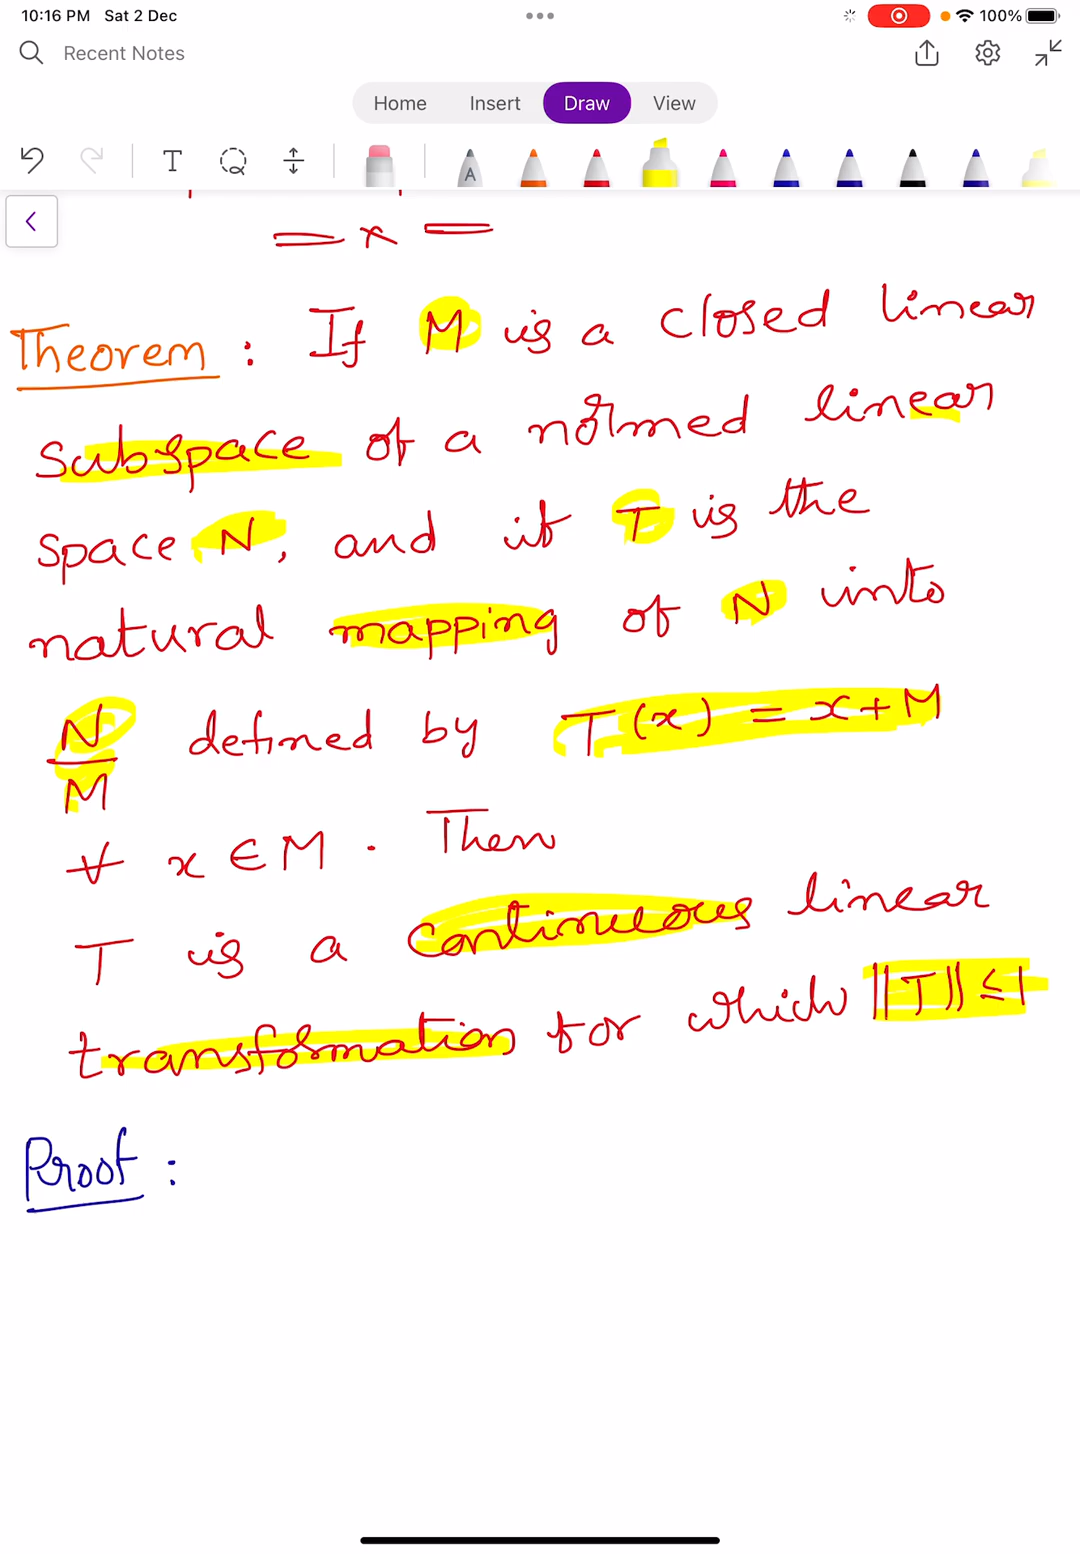 10:16 PM Sat 2 Dec
100%
Recent Notes
Home Insert Draw View
T
A
= x =
Theorem : If M is a closed linear
subspace of a normed linear
space N, and if T is the
natural mapping of N into
N/M defined by T(x) = x+M
∀ x ∈ M . Then
T is a continuous linear
transformation for which ||T|| ≤ 1
Proof :